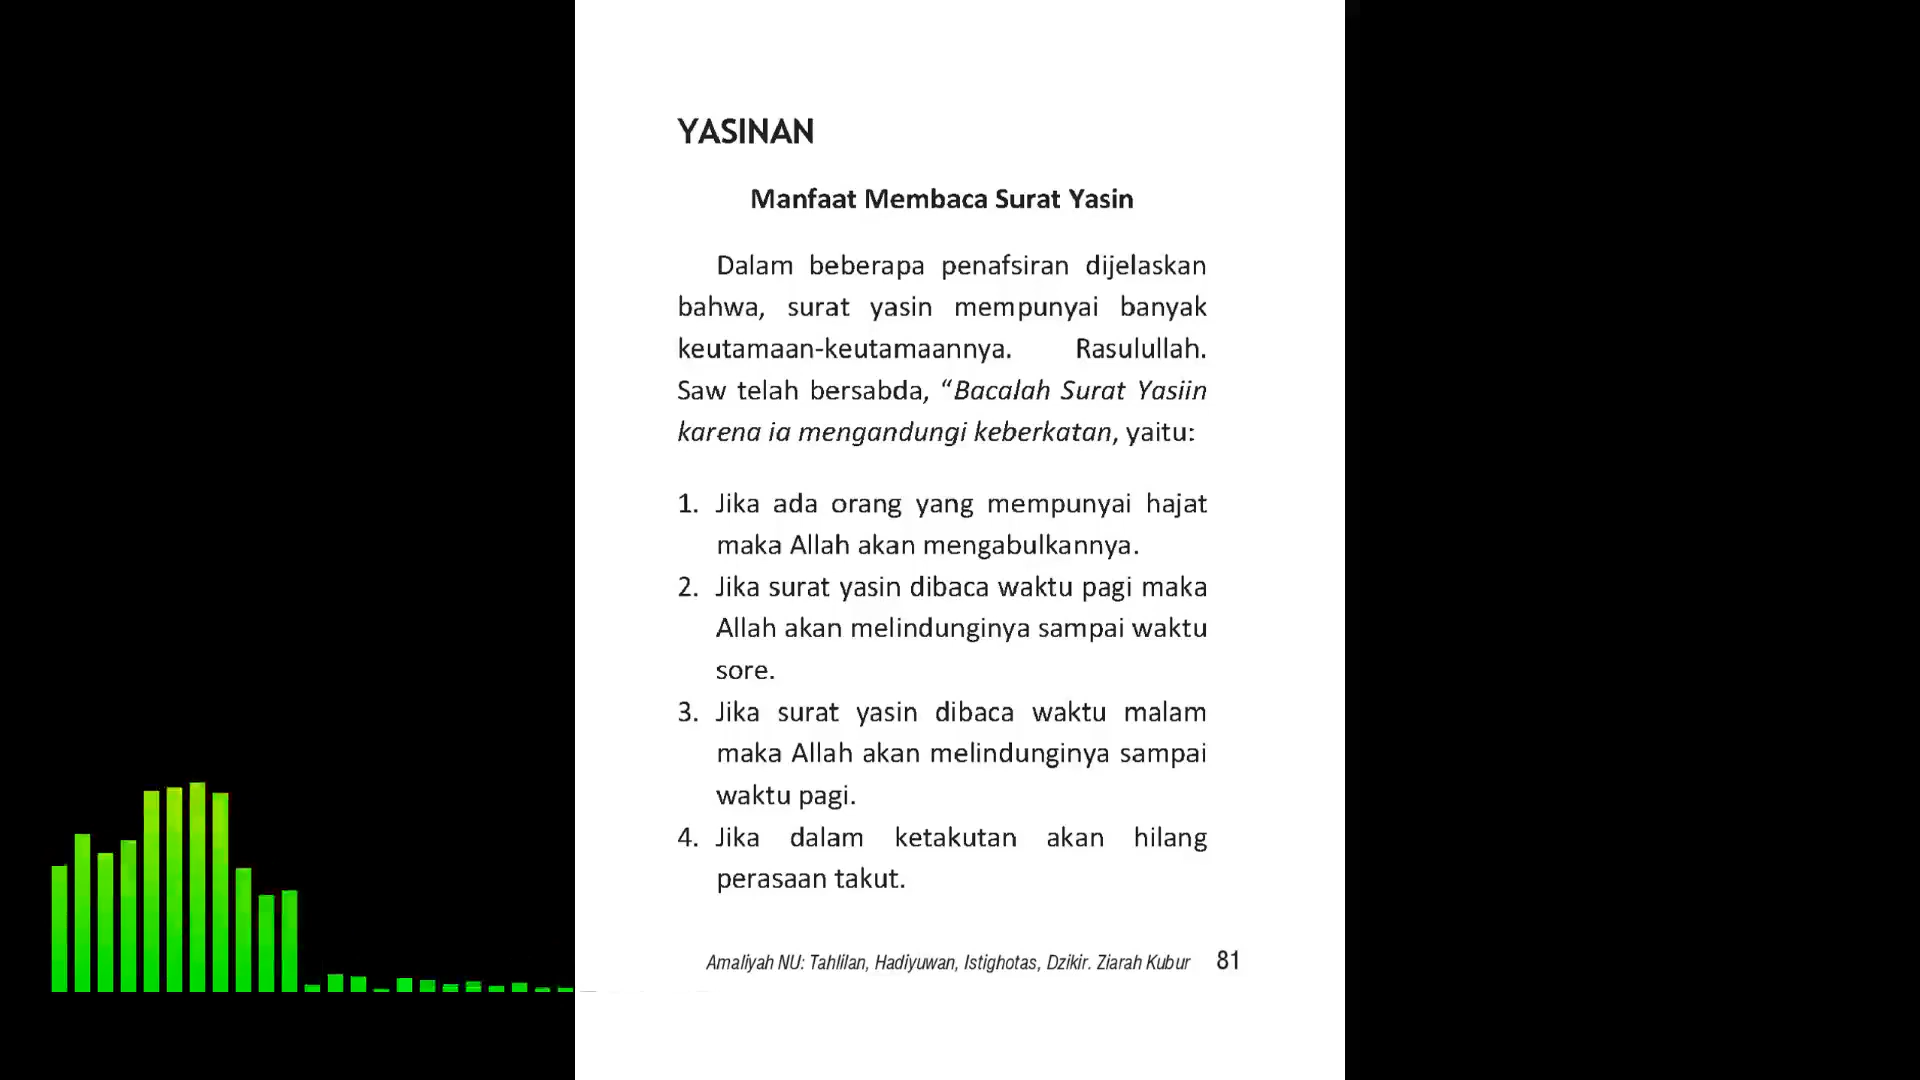 YASINAN
Manfaat Membaca Surat Yasin
Dalam beberapa penafsiran dijelaskan
bahwa, surat yasin mempunyai banyak
keutamaan-keutamaannya. Rasulullah.
Saw telah bersabda, “Bacalah Surat Yasiin
karena ia mengandungi keberkatan, yaitu:
1. Jika ada orang yang mempunyai hajat
maka Allah akan mengabulkannya.
2. Jika surat yasin dibaca waktu pagi maka
Allah akan melindunginya sampai waktu
sore.
3. Jika surat yasin dibaca waktu malam
maka Allah akan melindunginya sampai
waktu pagi.
4. Jika dalam ketakutan akan hilang
perasaan takut.
Amaliyah NU: Tahlilan, Hadiyuwan, Istighotas, Dzikir. Ziarah Kubur 81